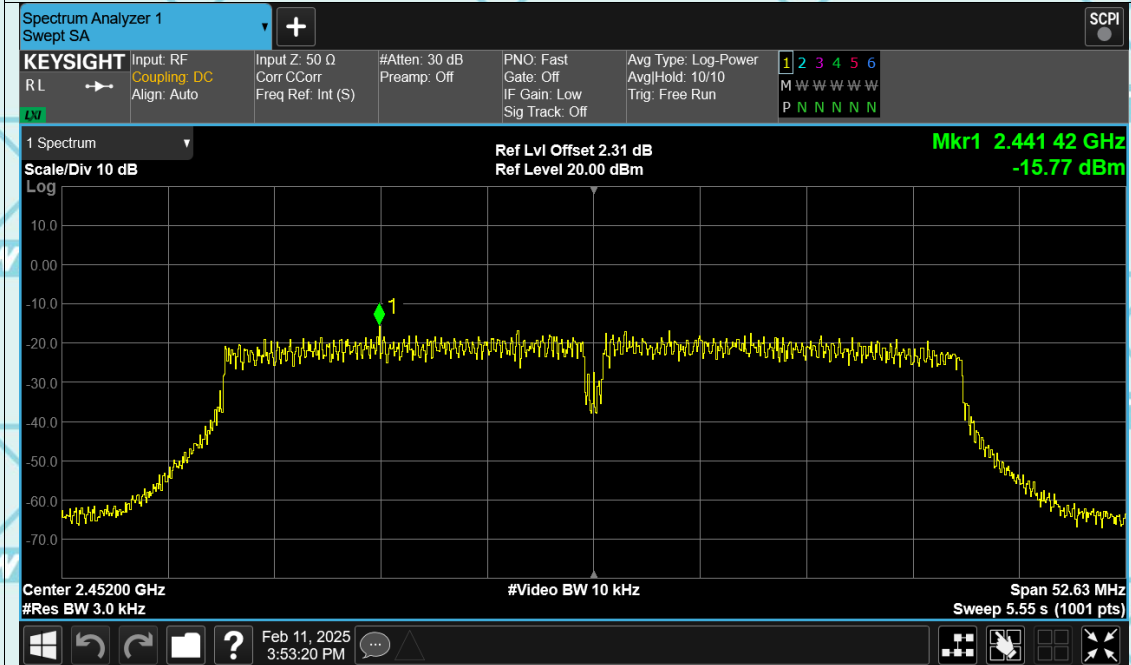 Spectrum Analyzer 1
Swept SA
+
SCPI
KEYSIGHT
R L
LXI
Input: RF
Coupling: DC
Align: Auto
Input Z: 50 Ω
Corr CCorr
Freq Ref: Int (S)
#Atten: 30 dB
Preamp: Off
PNO: Fast
Gate: Off
IF Gain: Low
Sig Track: Off
Avg Type: Log-Power
Avg|Hold: 10/10
Trig: Free Run
1 2 3 4 5 6
M W W W W W
P N N N N N
1 Spectrum
Scale/Div 10 dB
Log
Ref Lvl Offset 2.31 dB
Ref Level 20.00 dBm
Mkr1 2.441 42 GHz
-15.77 dBm
10.0
0.00
-10.0
1
-20.0
-30.0
-40.0
-50.0
-60.0
-70.0
Center 2.45200 GHz
#Res BW 3.0 kHz
#Video BW 10 kHz
Span 52.63 MHz
Sweep 5.55 s (1001 pts)
?
Feb 11, 2025
3:53:20 PM